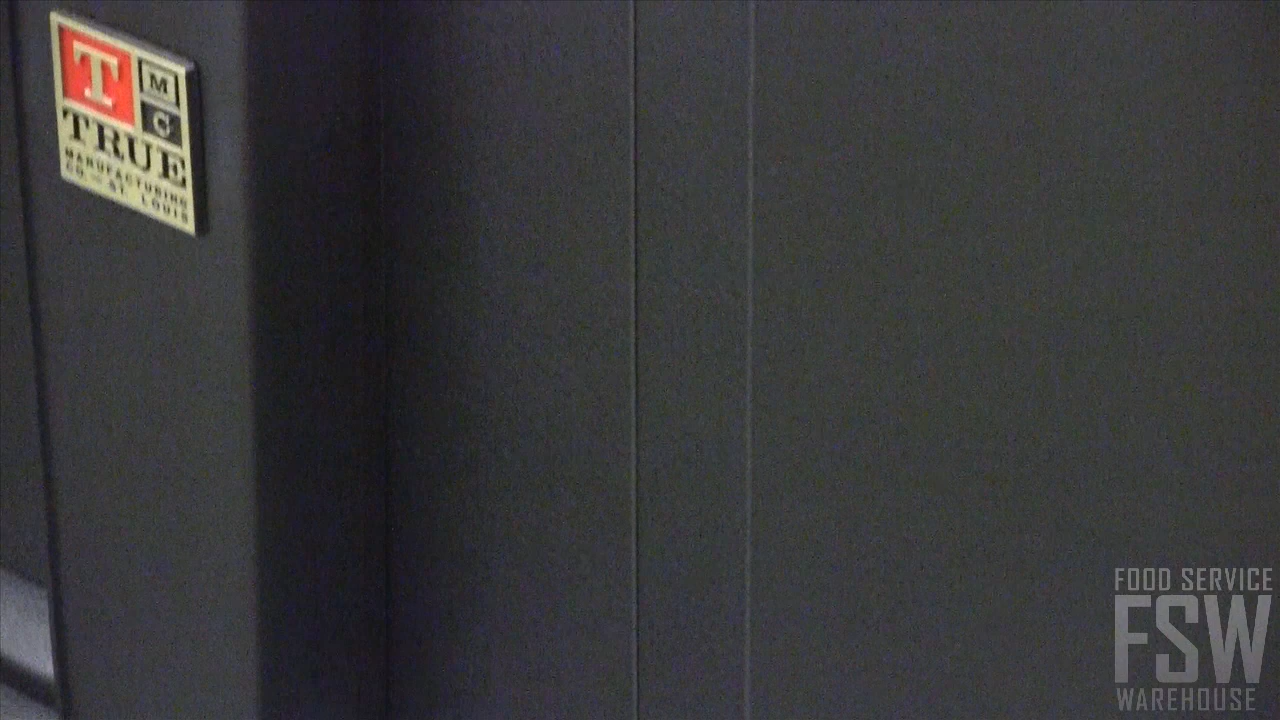 T M
C
TRUE
MANUFACTURING
CO. — ST. LOUIS
FOOD SERVICE
FSW
WAREHOUSE